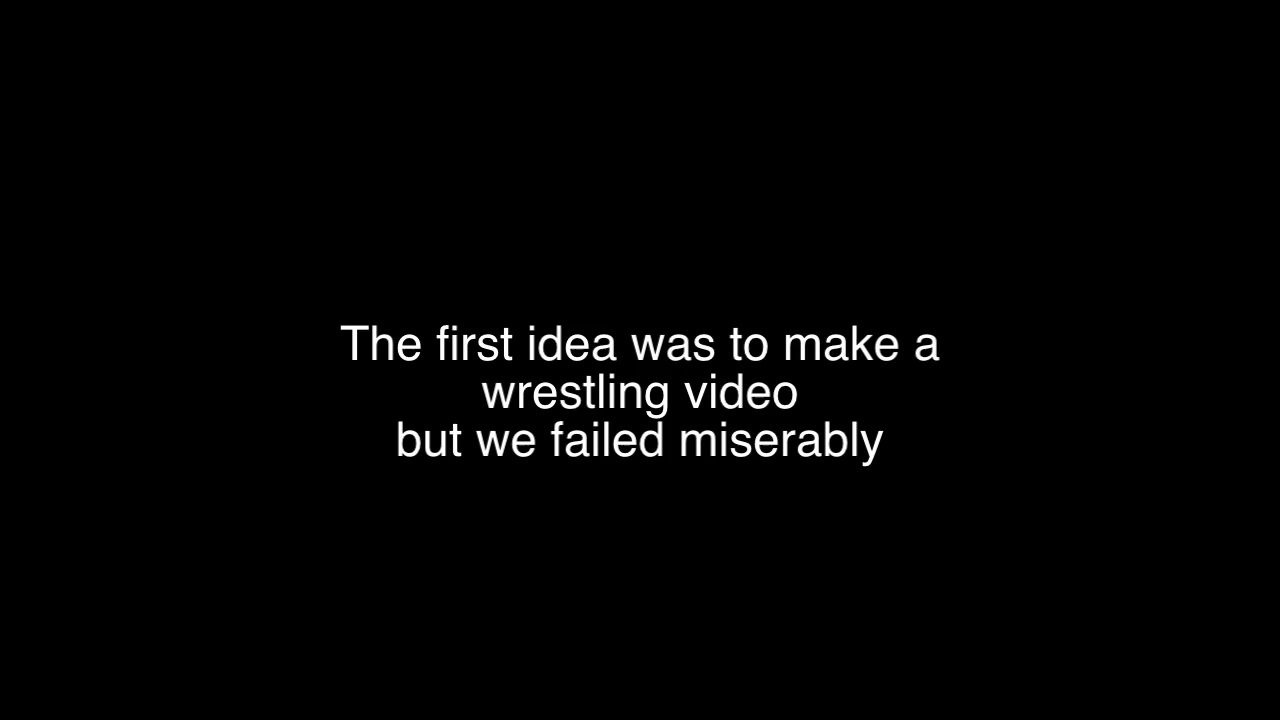 The first idea was to make a
wrestling video
but we failed miserably